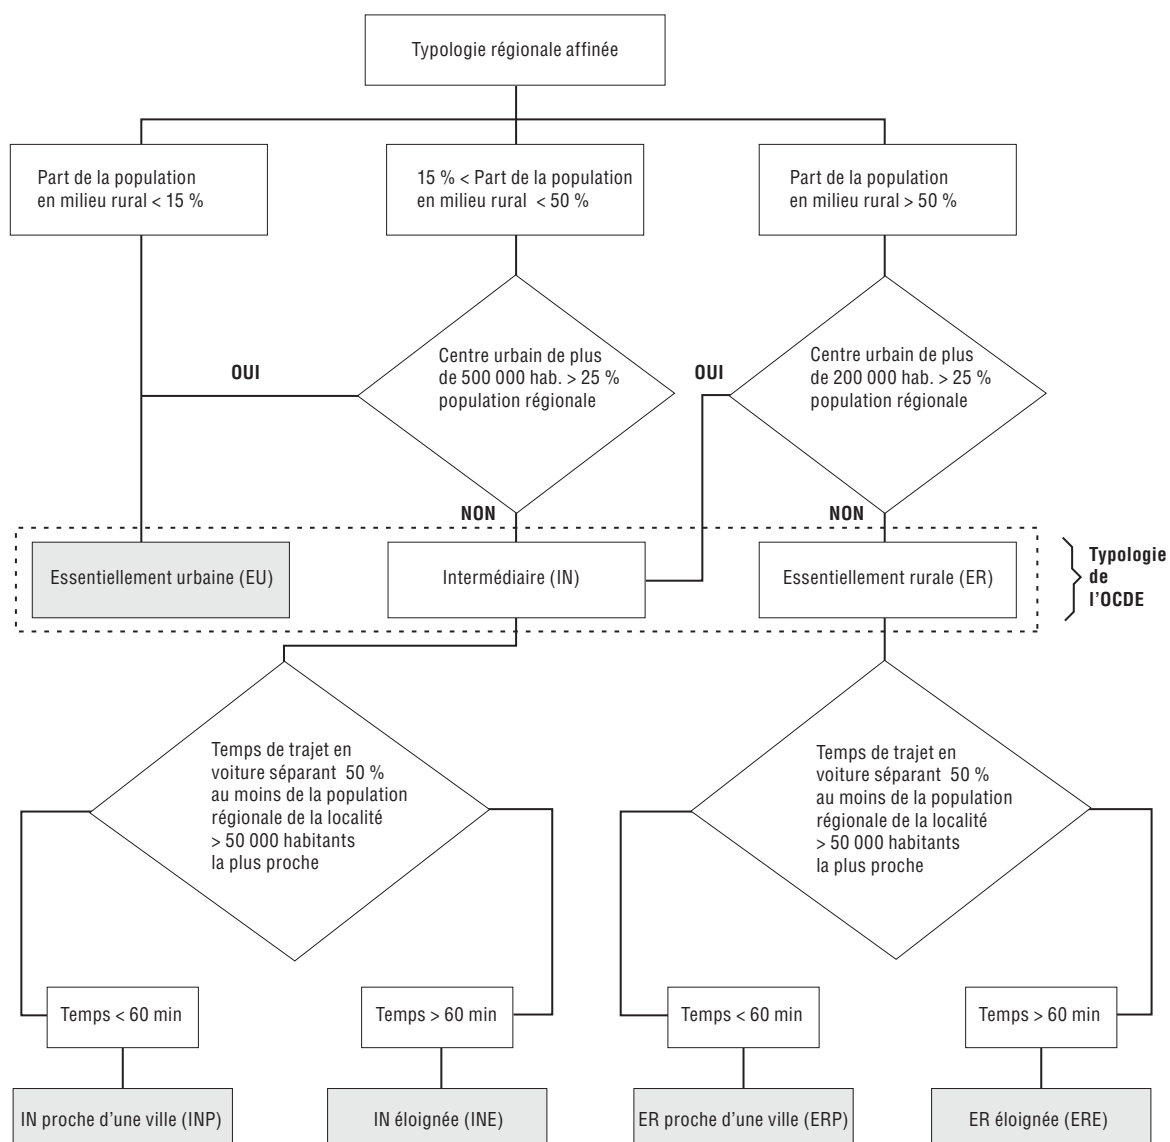 Typologie régionale affinée
Part de la population
en milieu rural < 15 %
15 % < Part de la population
en milieu rural < 50 %
Part de la population
en milieu rural > 50 %
OUI
Centre urbain de plus
de 500 000 hab. > 25 %
population régionale
OUI
Centre urbain de plus
de 200 000 hab. > 25 %
population régionale
NON
NON
Essentiellement urbaine (EU)
Intermédiaire (IN)
Essentiellement rurale (ER)
Typologie
de
l'OCDE
Temps de trajet en
voiture séparant 50 %
au moins de la population
régionale de la localité
> 50 000 habitants
la plus proche
Temps de trajet en
voiture séparant 50 %
au moins de la population
régionale de la localité
> 50 000 habitants
la plus proche
Temps < 60 min
Temps > 60 min
Temps < 60 min
Temps > 60 min
IN proche d'une ville (INP)
IN éloignée (INE)
ER proche d'une ville (ERP)
ER éloignée (ERE)